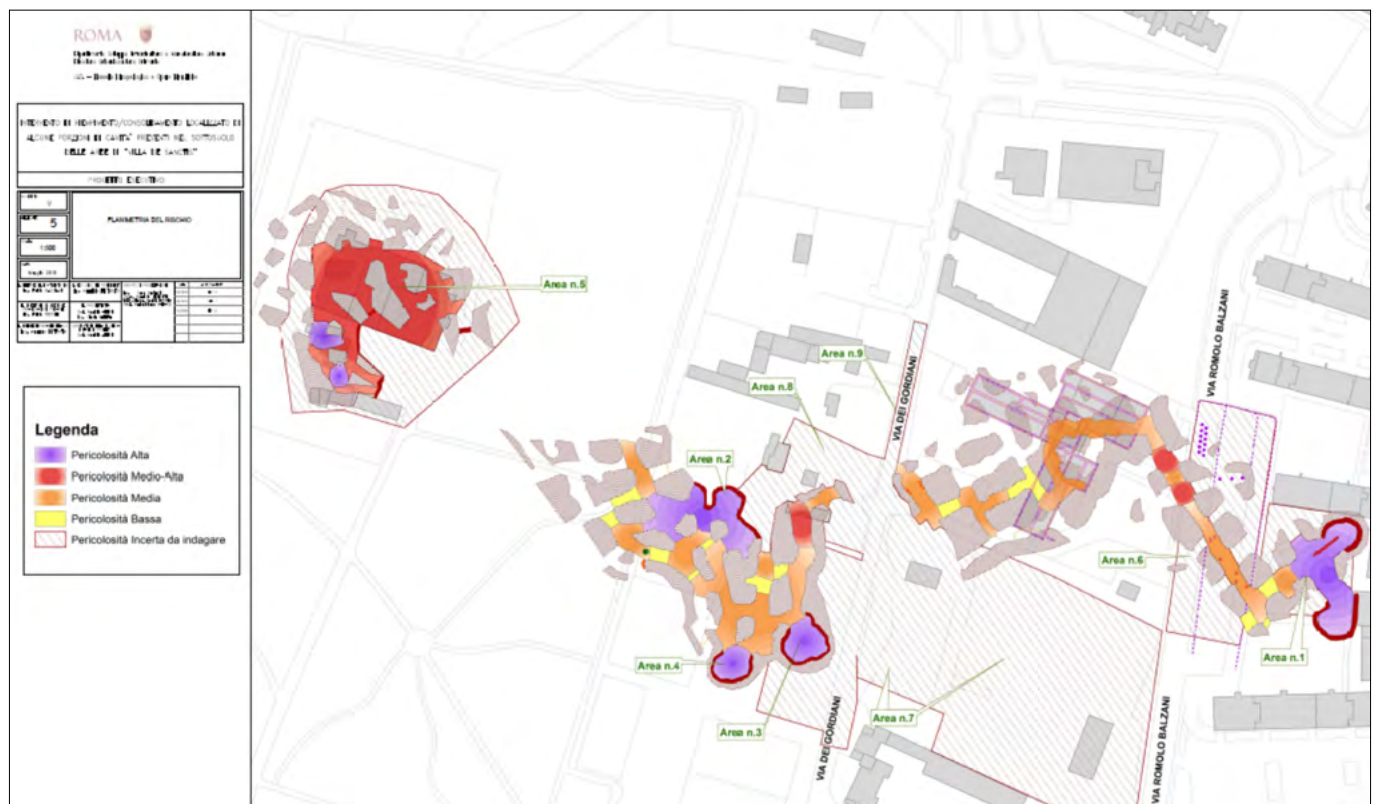 ROMA
INTERVENTO DI RIEMPIMENTO/CONSOLIDAMENTO LOCALIZZATO DI
ALCUNE PORZIONI DI CAVITA' PRESENTI NEL SOTTOSUOLO
DELLE AREE DI "VILLA DE SANCTIS"
PROGETTO ESECUTIVO
V
5
PLANIMETRIA DEL RISCHIO
1:500
Legenda
Pericolosità Alta
Pericolosità Medio-Alta
Pericolosità Media
Pericolosità Bassa
Pericolosità Incerta da indagare
Area n.5
Area n.9
Area n.8
VIA DEI GORDIANI
VIA ROMOLO BALZANI
Area n.2
Area n.6
Area n.1
Area n.4
Area n.3
Area n.7
VIA DEI GORDIANI
VIA ROMOLO BALZANI